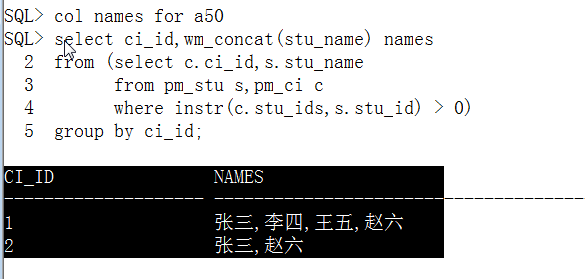 SQL> col names for a50
SQL> select ci_id,wm_concat(stu_name) names
2 from (select c.ci_id,s.stu_name
3 from pm_stu s,pm_ci c
4 where instr(c.stu_ids,s.stu_id) > 0)
5 group by ci_id;
CI_ID NAMES
-------------------- --------------------------------------
1 张三,李四,王五,赵六
2 张三,赵六